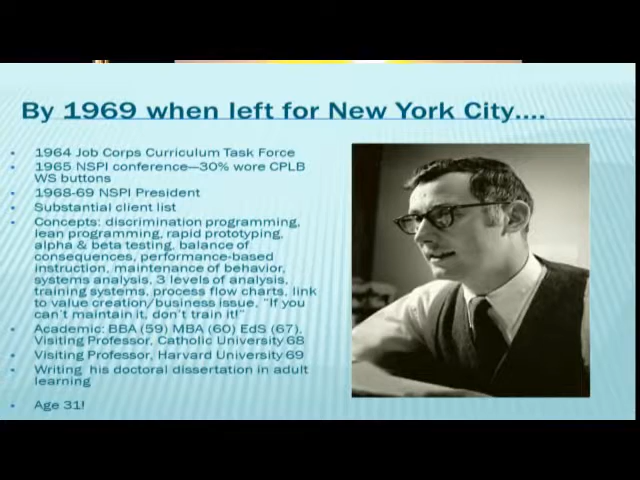 By 1969 when left for New York City....
1964 Job Corps Curriculum Task Force
1965 NSPI conference—30% wore CPLB
WS buttons
1968-69 NSPI President
Substantial client list
Concepts: discrimination programming,
lean programming, rapid prototyping,
alpha & beta testing, balance of
consequences, performance-based
instruction, maintenance of behavior,
systems analysis, 3 levels of analysis,
training systems, process flow charts, link
to value creation/business issue, "If you
can't maintain it, don't train it!"
Academic: BBA (59) MBA (60) EdS (67),
Visiting Professor, Catholic University 68
Visiting Professor, Harvard University 69
Writing his doctoral dissertation in adult
learning
Age 31!